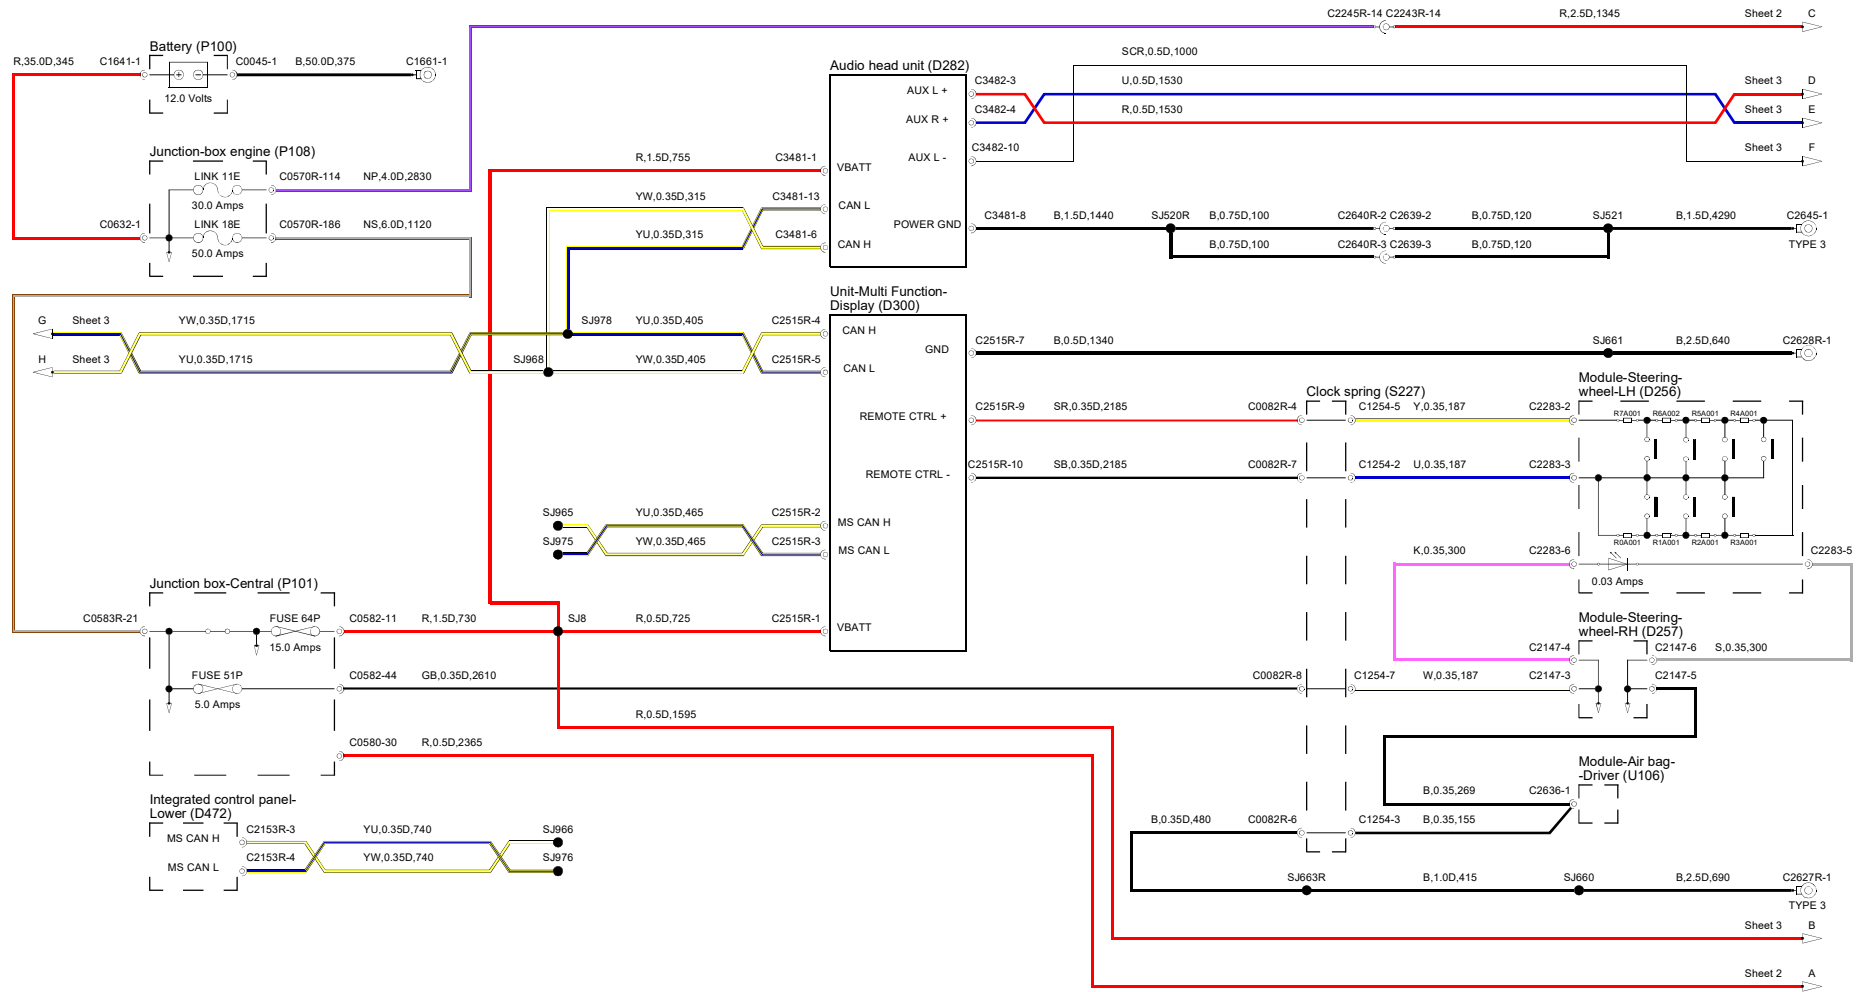 C2245R-14 C2243R-14 R,2.5D,1345 Sheet 2 C
Battery (P100)
R,35.0D,345 C1641-1 C0045-1 B,50.0D,375 C1661-1
12.0 Volts
SCR,0.5D,1000
Audio head unit (D282)
AUX L + C3482-3 U,0.5D,1530 Sheet 3 D
AUX R + C3482-4 R,0.5D,1530 Sheet 3 E
AUX L - C3482-10 Sheet 3 F
Junction-box engine (P108)
R,1.5D,755 C3481-1 VBATT
LINK 11E C0570R-114 NP,4.0D,2830
30.0 Amps
YW,0.35D,315 C3481-13 CAN L
C0632-1 LINK 18E C0570R-186 NS,6.0D,1120
50.0 Amps
YU,0.35D,315 C3481-6 CAN H
POWER GND C3481-8 B,1.5D,1440 SJ520R B,0.75D,100 C2640R-2 C2639-2 B,0.75D,120 SJ521 B,1.5D,4290 C2645-1
B,0.75D,100 C2640R-3 C2639-3 B,0.75D,120 TYPE 3
Unit-Multi Function-
Display (D300)
G Sheet 3 YW,0.35D,1715 SJ978 YU,0.35D,405 C2515R-4 CAN H
H Sheet 3 YU,0.35D,1715 SJ968 YW,0.35D,405 C2515R-5 CAN L
GND C2515R-7 B,0.5D,1340 SJ661 B,2.5D,640 C2628R-1
Clock spring (S227)
Module-Steering-
wheel-LH (D256)
REMOTE CTRL + C2515R-9 SR,0.35D,2185 C0082R-4 C1254-5 Y,0.35,187 C2283-2
R7A001 R6A002 R5A001 R4A001
REMOTE CTRL - C2515R-10 SB,0.35D,2185 C0082R-7 C1254-2 U,0.35,187 C2283-3
R0A001 R1A001 R2A001 R3A001
SJ965 YU,0.35D,465 C2515R-2 MS CAN H
SJ975 YW,0.35D,465 C2515R-3 MS CAN L
K,0.35,300 C2283-6 C2283-5
0.03 Amps
Junction box-Central (P101)
C0583R-21 FUSE 64P C0582-11 R,1.5D,730 SJ8 R,0.5D,725 C2515R-1 VBATT
15.0 Amps
Module-Steering-
wheel-RH (D257)
C2147-4 C2147-6 S,0.35,300
FUSE 51P C0582-44 GB,0.35D,2610 C0082R-8 C1254-7 W,0.35,187 C2147-3 C2147-5
5.0 Amps
R,0.5D,1595
C0580-30 R,0.5D,2365
Module-Air bag-
-Driver (U106)
B,0.35,269 C2636-1
Integrated control panel-
Lower (D472)
MS CAN H C2153R-3 YU,0.35D,740 SJ966
MS CAN L C2153R-4 YW,0.35D,740 SJ976
B,0.35D,480 C0082R-6 C1254-3 B,0.35,155
SJ663R B,1.0D,415 SJ660 B,2.5D,690 C2627R-1
TYPE 3
Sheet 3 B
Sheet 2 A